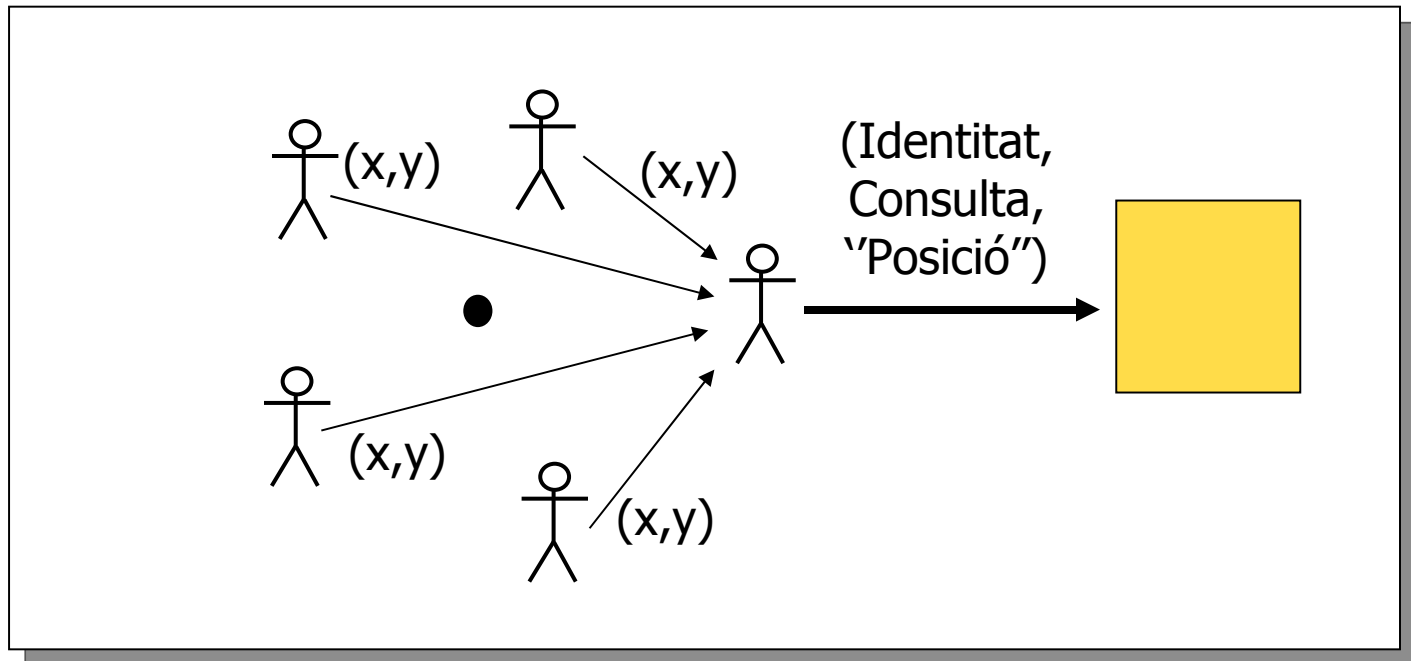 (x,y)
(x,y)
(Identitat,
Consulta,
‘’Posició’’)
(x,y)
(x,y)